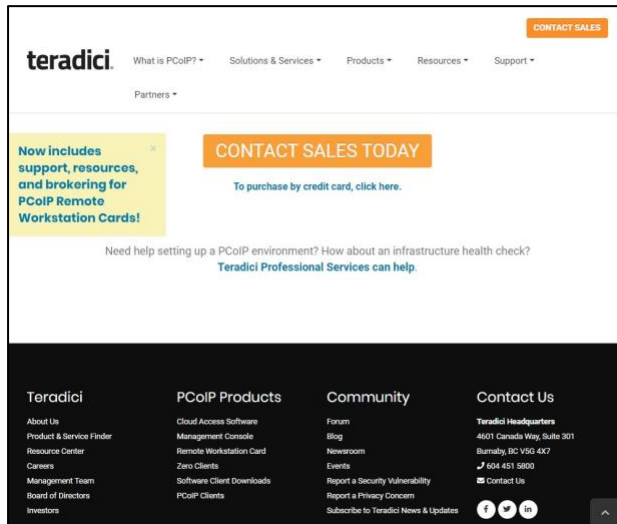 CONTACT SALES
teradici.
What is PCoIP?
Solutions & Services
Products
Resources
Support
Partners
Now includes
support, resources,
and brokering for
PCoIP Remote
Workstation Cards!
×
CONTACT SALES TODAY
To purchase by credit card, click here.
Need help setting up a PCoIP environment? How about an infrastructure health check?
Teradici Professional Services can help.
Teradici
About Us
Product & Service Finder
Resource Center
Careers
Management Team
Board of Directors
Investors
PCoIP Products
Cloud Access Software
Management Console
Remote Workstation Card
Zero Clients
Software Client Downloads
PCoIP Clients
Community
Forum
Blog
Newsroom
Events
Report a Security Vulnerability
Report a Privacy Concern
Subscribe to Teradici News & Updates
Contact Us
Teradici Headquarters
4601 Canada Way, Suite 301
Burnaby, BC V5G 4X7
604 451 5800
Contact Us